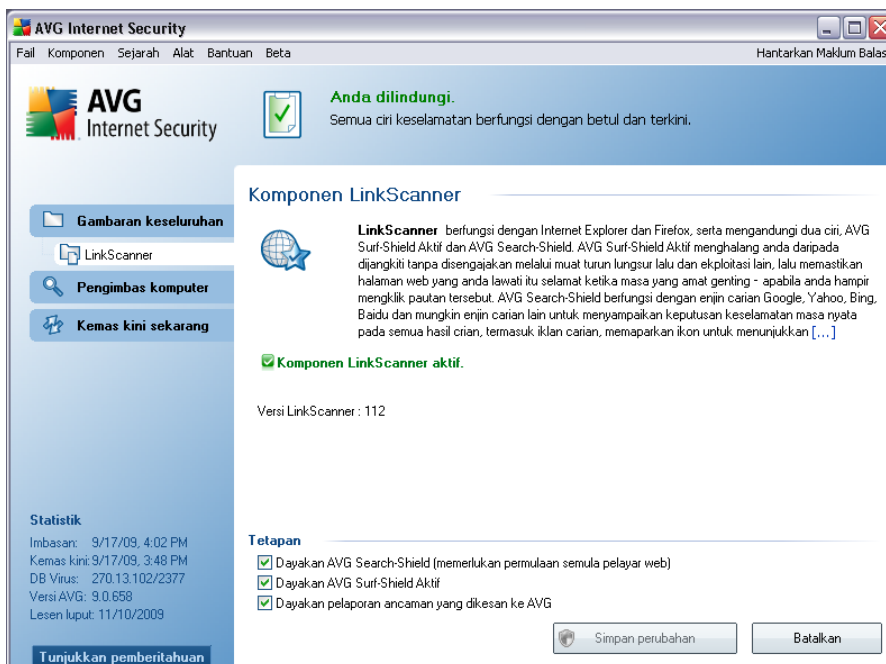 AVG Internet Security
Fail Komponen Sejarah Alat Bantuan Beta Hantarkan Maklum Balas
AVG
Internet Security
Anda dilindungi.
Semua ciri keselamatan berfungsi dengan betul dan terkini.
Gambaran keseluruhan
LinkScanner
Pengimbas komputer
Kemas kini sekarang
Komponen LinkScanner
LinkScanner berfungsi dengan Internet Explorer dan Firefox, serta mengandungi dua ciri, AVG
Surf-Shield Aktif dan AVG Search-Shield. AVG Surf-Shield Aktif menghalang anda daripada
dijangkiti tanpa disengajakan melalui muat turun lungsur lalu dan ekploitasi lain, lalu memastikan
halaman web yang anda lawati itu selamat ketika masa yang amat genting - apabila anda hampir
mengklik pautan tersebut. AVG Search-Shield berfungsi dengan enjin carian Google, Yahoo, Bing,
Baidu dan mungkin enjin carian lain untuk menyampaikan keputusan keselamatan masa nyata
pada semua hasil crian, termasuk iklan carian, memaparkan ikon untuk menunjukkan [...]
Komponen LinkScanner aktif.
Versi LinkScanner : 112
Statistik
Imbasan: 9/17/09, 4:02 PM
Kemas kini: 9/17/09, 3:48 PM
DB Virus: 270.13.102/2377
Versi AVG: 9.0.658
Lesen luput: 11/10/2009
Tunjukkan pemberitahuan
Tetapan
Dayakan AVG Search-Shield (memerlukan permulaan semula pelayar web)
Dayakan AVG Surf-Shield Aktif
Dayakan pelaporan ancaman yang dikesan ke AVG
Simpan perubahan
Batalkan